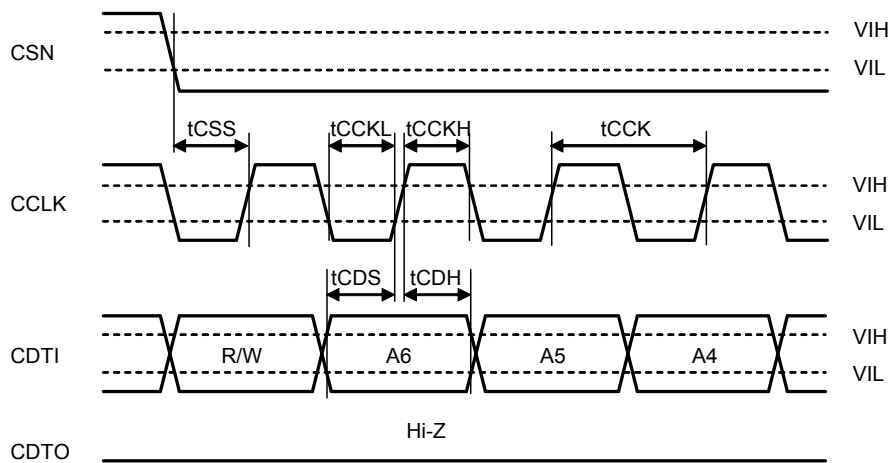 CSN
VIH
VIL
tCSS
tCCKL
tCCKH
tCCK
CCLK
VIH
VIL
tCDS
tCDH
CDTI
R/W
A6
A5
A4
VIH
VIL
Hi-Z
CDTO